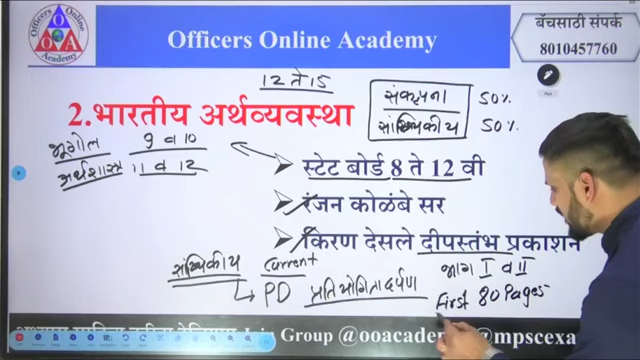 O O A
Officers Online Academy
Officers Online Academy
बॅचसाठी संपर्क
8010457760
12 ते 15
2.भारतीय अर्थव्यवस्था
संकल्पना 50%
सांख्यिकीय 50%
भूगोल 9 व 10
अर्थशास्त्र 11 व 12
स्टेट बोर्ड 8 ते 12 वी
रंजन कोळंबे सर
किरण देसले दीपस्तंभ प्रकाशन
सांख्यिकीय Current
भाग I व II
PD प्रतियोगिता दर्पण
First 80 Pages
Group @ooacade @mpscexa